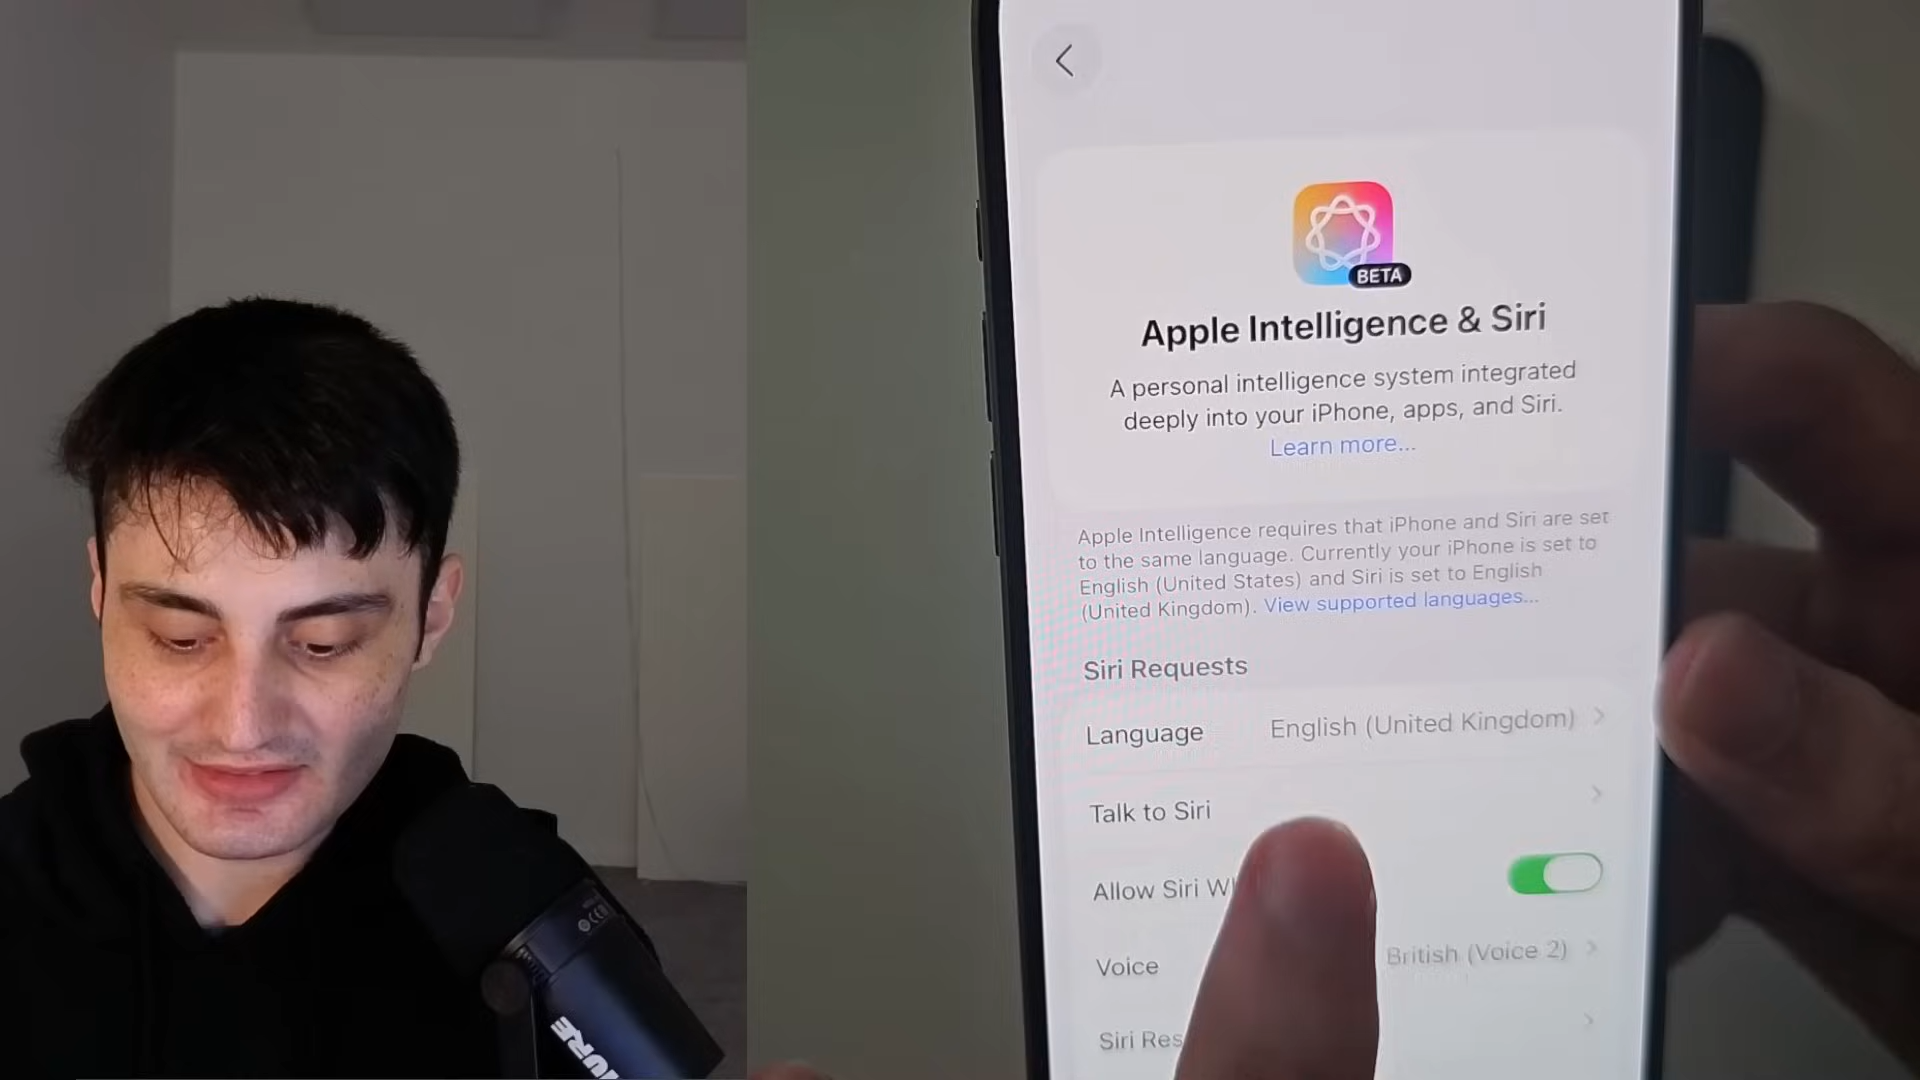 BETA
Apple Intelligence & Siri
A personal intelligence system integrated
deeply into your iPhone, apps, and Siri.
Learn more...
Apple Intelligence requires that iPhone and Siri are set
to the same language. Currently your iPhone is set to
English (United States) and Siri is set to English
(United Kingdom). View supported languages...
Siri Requests
Language English (United Kingdom)
Talk to Siri
Allow Siri
Voice British (Voice 2)
Siri